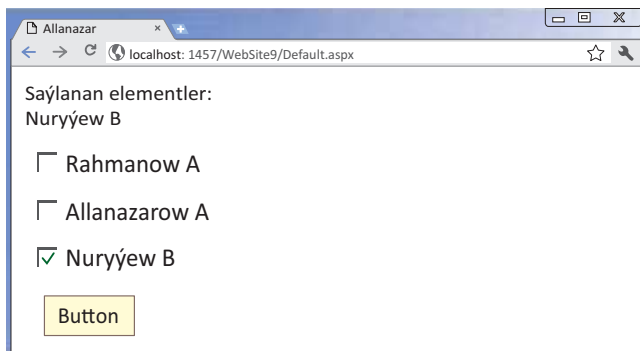 Allanazar
localhost: 1457/WebSite9/Default.aspx
Saýlanan elementler:
Nuryýew B
Rahmanow A
Allanazarow A
Nuryýew B
Button